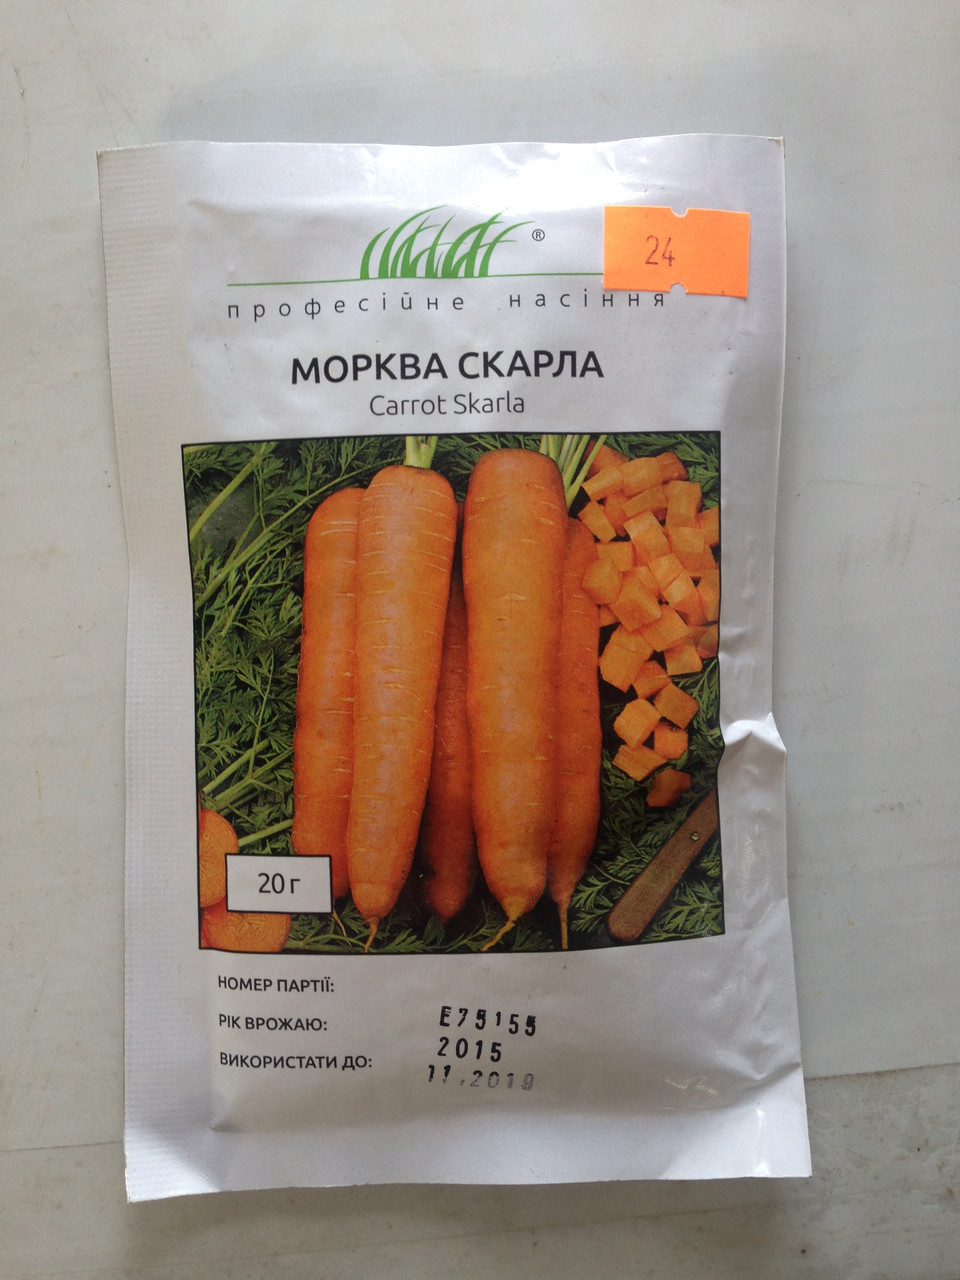 ®
24
професійне насіння
МОРКВА СКАРЛА
Carrot Skarla
20 г
НОМЕР ПАРТІЇ:
РІК ВРОЖАЮ: E75155
ВИКОРИСТАТИ ДО: 2015
11.2019